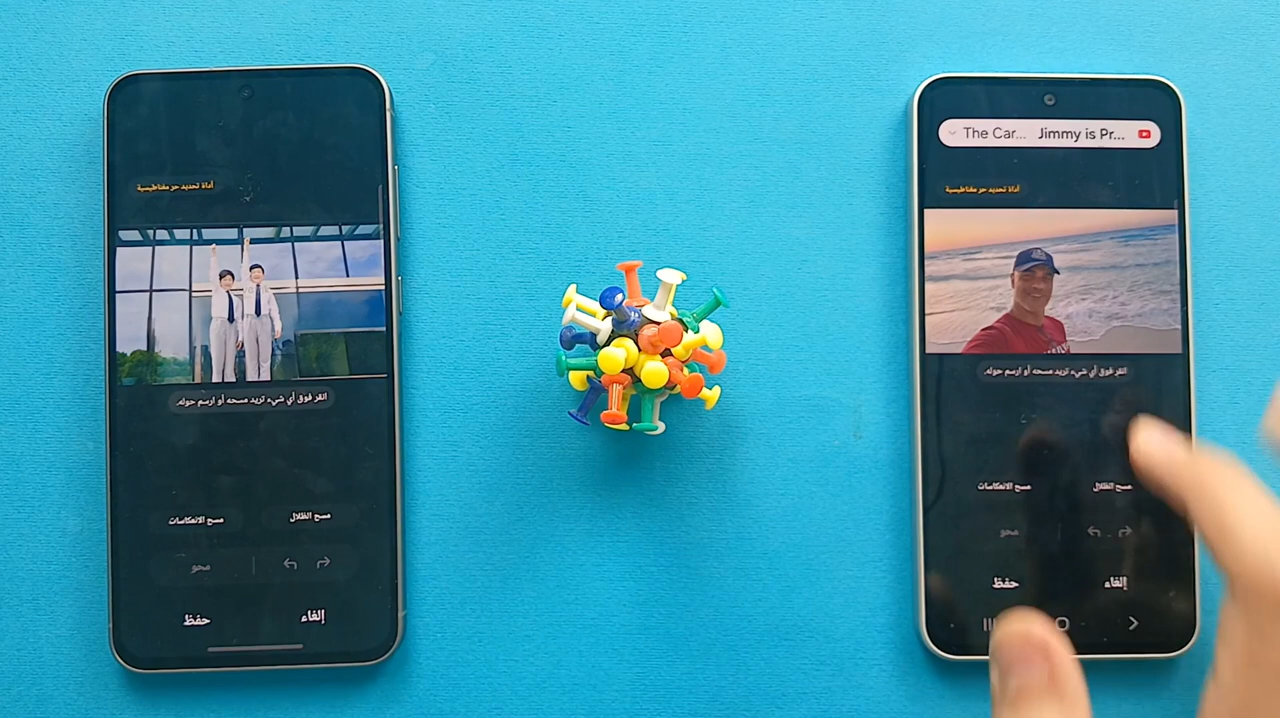 أداة تحديد حر مغناطيسية
انقر فوق أي شيء تريد مسحه أو ارسم حوله.
مسح الظلال
مسح الانعكاسات
محو
إلغاء
حفظ
The Car... Jimmy is Pr...
أداة تحديد حر مغناطيسية
انقر فوق أي شيء تريد مسحه أو ارسم حوله.
مسح الظلال
مسح الانعكاسات
محو
إلغاء
حفظ